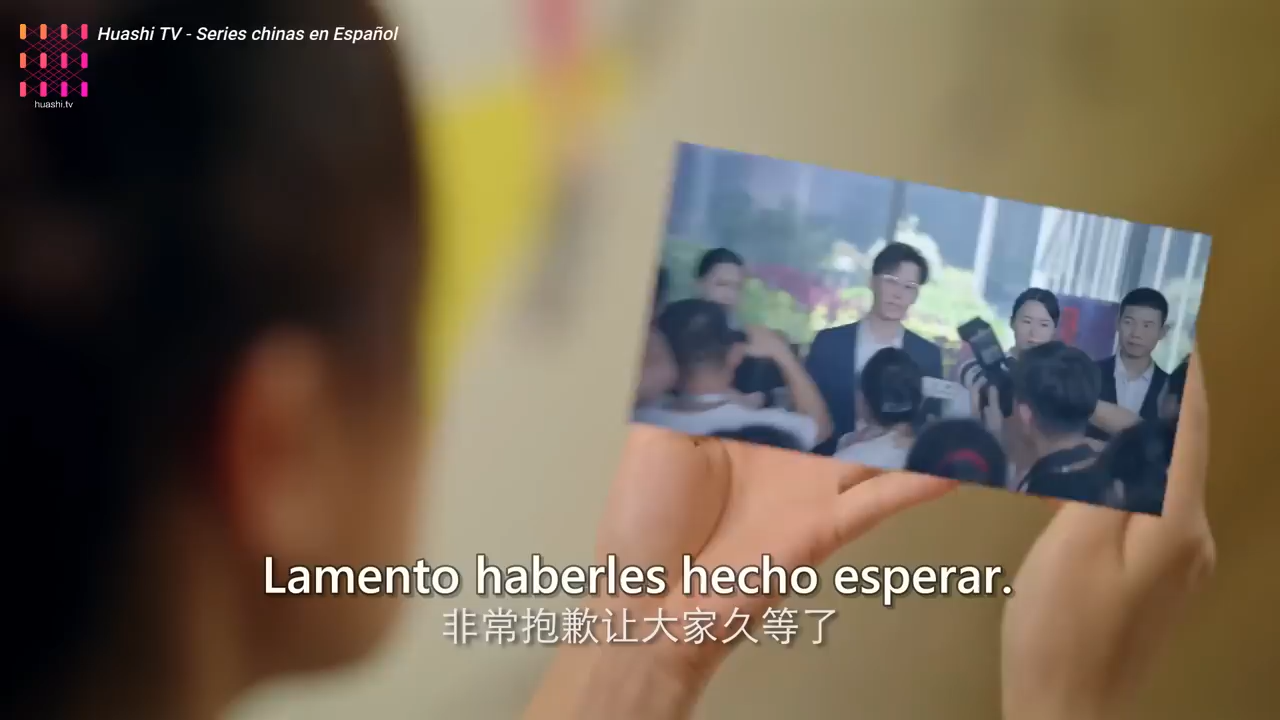 Huashi TV - Series chinas en Español
huashi.tv
Lamento haberles hecho esperar.
非常抱歉让大家久等了